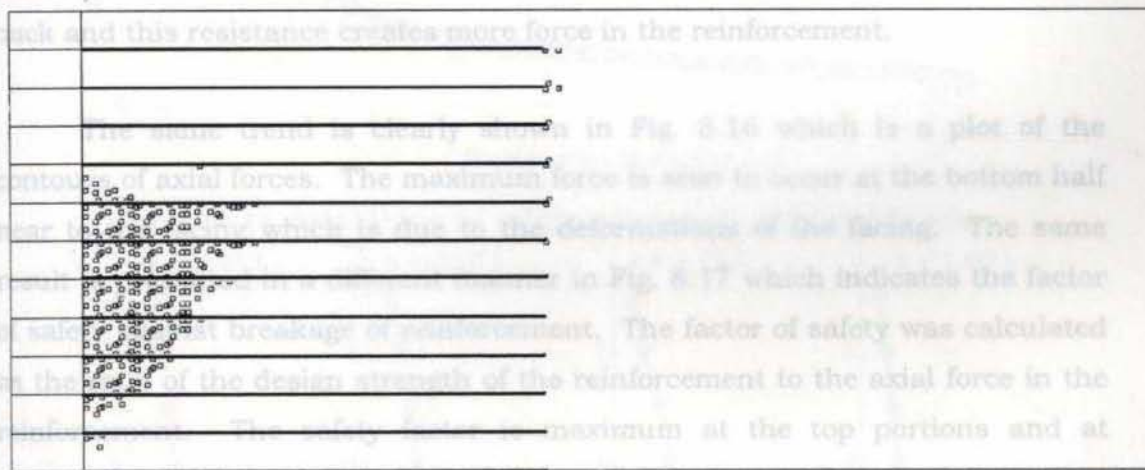 back and this resistance creates more force in the reinforcement.
The same trend is clearly shown in Fig. 8.16 which is a plot of the
contours of axial forces. The maximum force is seen to occur at the bottom half
near to facing which is due to the deformations of the facing. The same
result in a different manner in Fig. 8.17 which indicates the factor
of safety against breakage of reinforcement. The factor of safety was calculated
as the of the design strength of the reinforcement to the axial force in the
reinforcement. The safety factor is maximum at the top portions and at